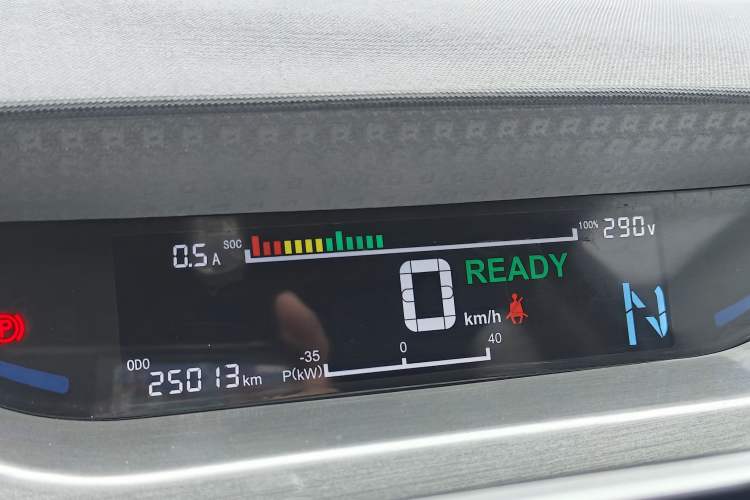 0.5 A SOC 100% 290 V
READY
0 km/h N
(P)
ODO 25013 km
-35 0 40
P(kW)